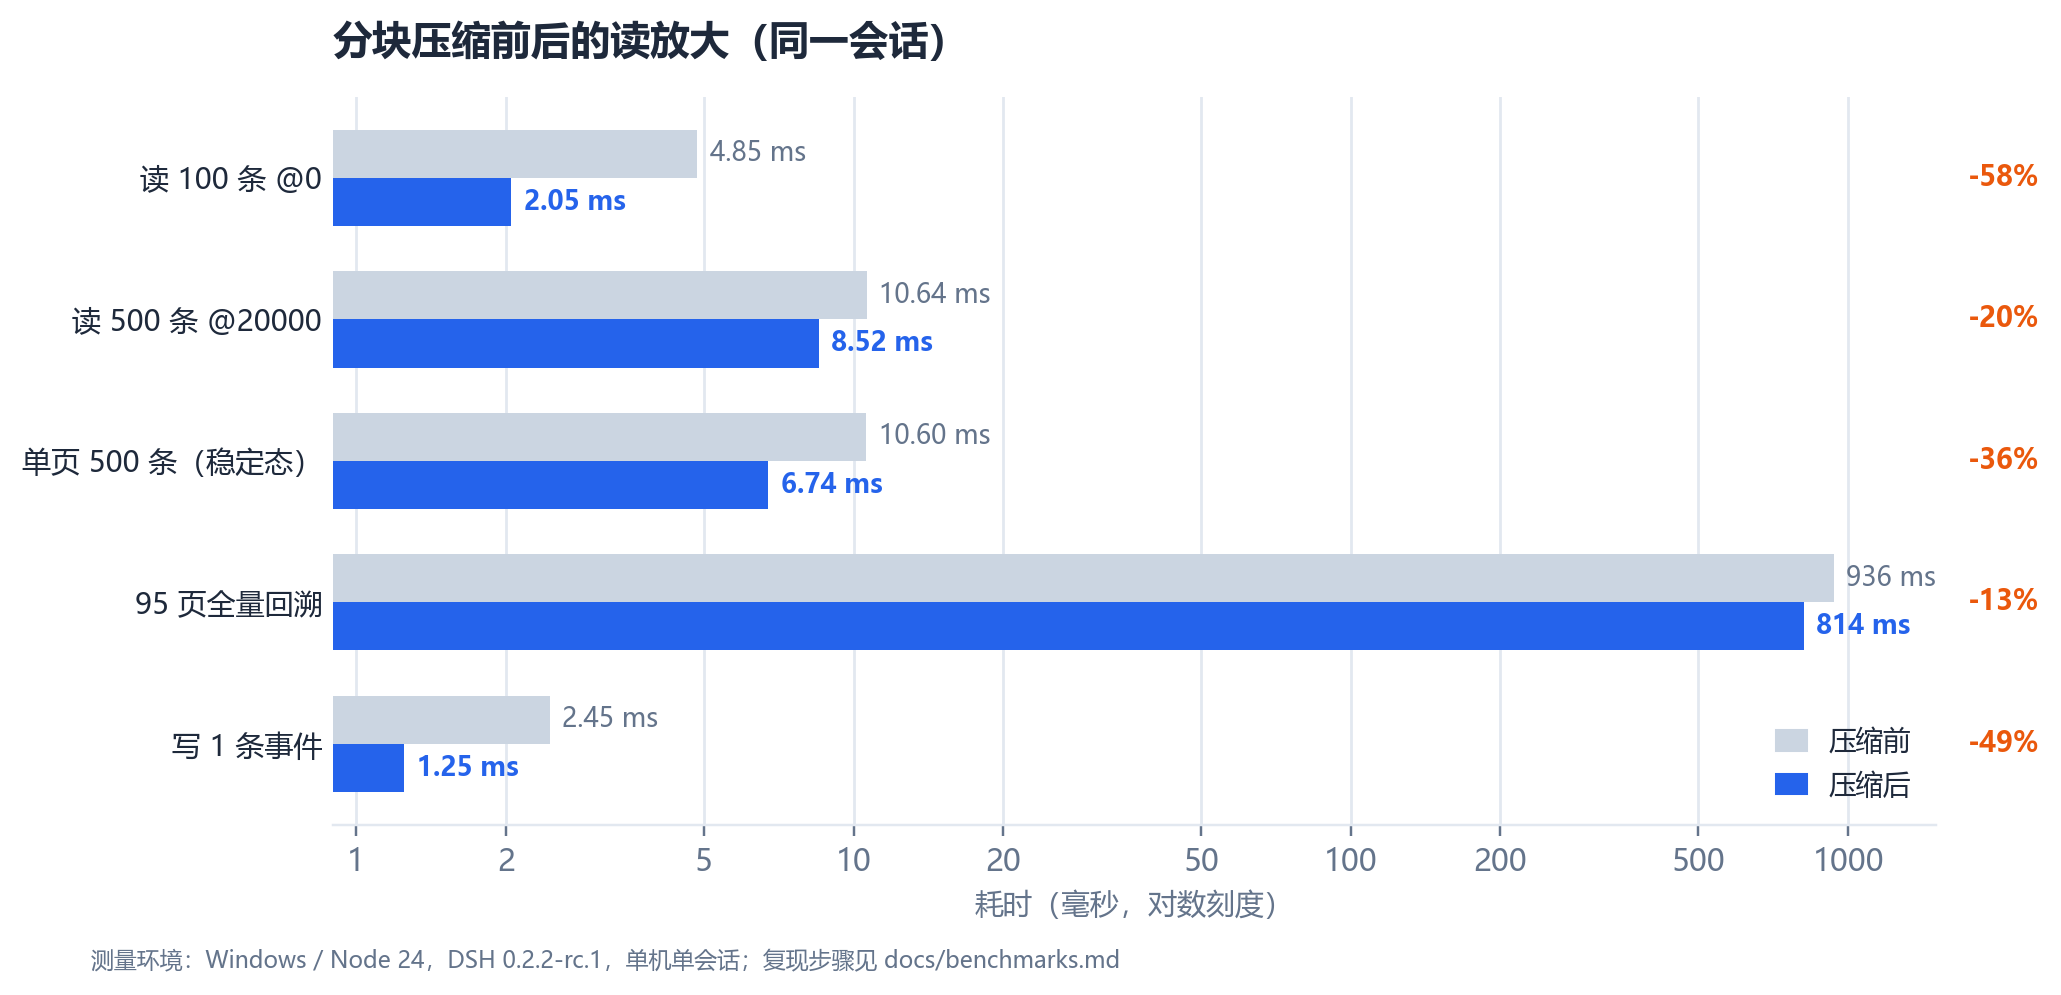 分块压缩前后的读放大（同一会话）
读 100 条 @0
4.85 ms
2.05 ms
-58%
读 500 条 @20000
10.64 ms
8.52 ms
-20%
单页 500 条（稳定态）
10.60 ms
6.74 ms
-36%
95 页全量回溯
936 ms
814 ms
-13%
写 1 条事件
2.45 ms
1.25 ms
-49%
压缩前
压缩后
1 2 5 10 20 50 100 200 500 1000
耗时（毫秒，对数刻度）
测量环境：Windows / Node 24，DSH 0.2.2-rc.1，单机单会话；复现步骤见 docs/benchmarks.md